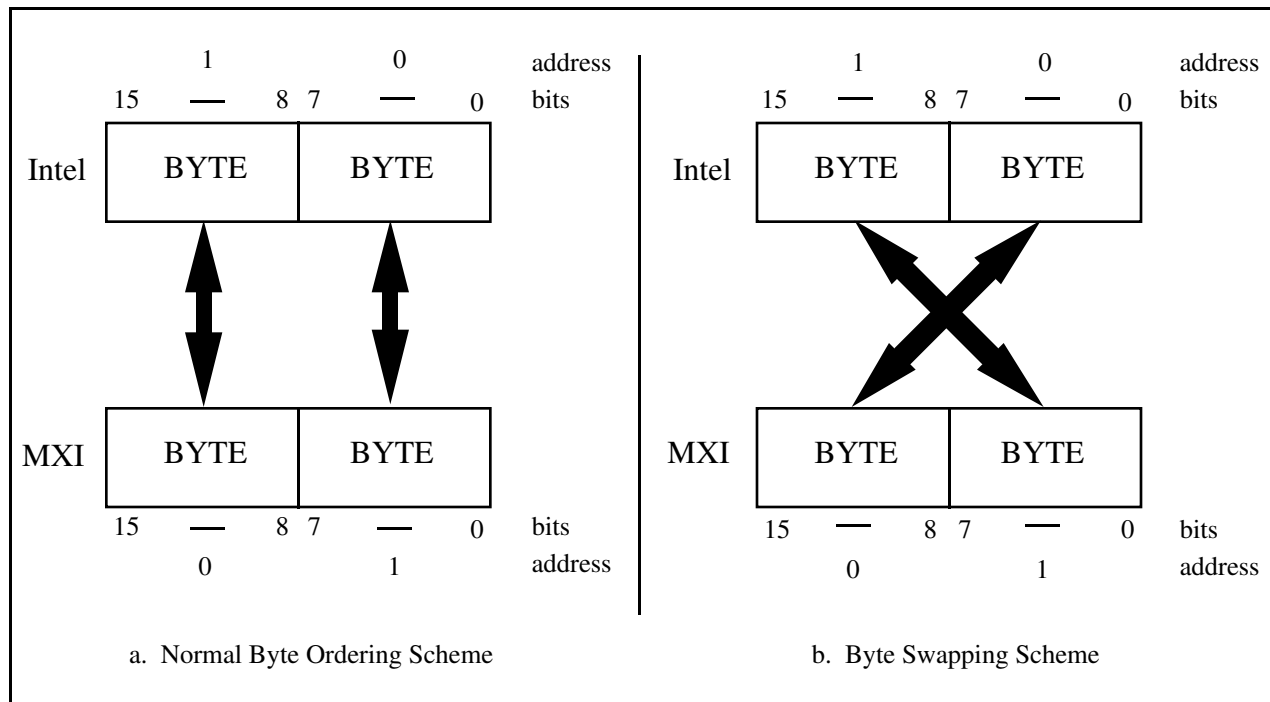 1 0 address
15 — 8 7 — 0 bits
Intel BYTE BYTE
MXI BYTE BYTE
15 — 8 7 — 0 bits
0 1 address
a. Normal Byte Ordering Scheme
1 0 address
15 — 8 7 — 0 bits
Intel BYTE BYTE
MXI BYTE BYTE
15 — 8 7 — 0 bits
0 1 address
b. Byte Swapping Scheme